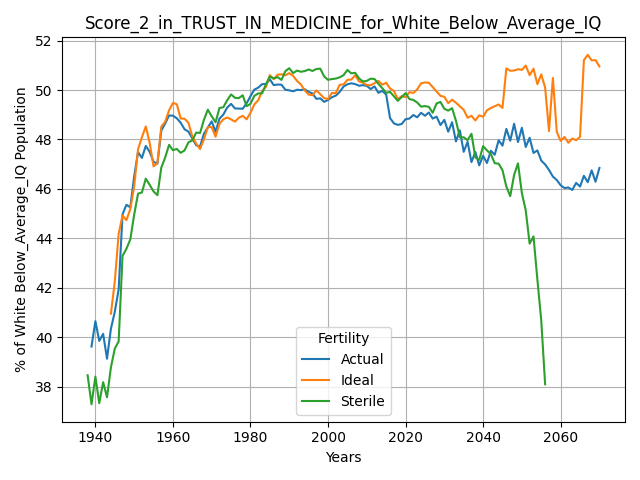 Score_2_in_TRUST_IN_MEDICINE_for_White_Below_Average_IQ
% of White Below_Average_IQ Population
52
50
48
46
44
42
40
38
Fertility
Actual
Ideal
Sterile
1940 1960 1980 2000 2020 2040 2060
Years